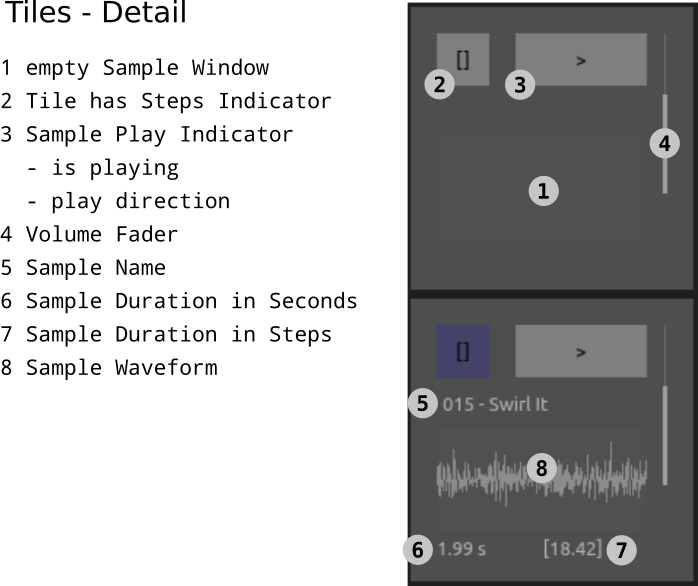 Tiles - Detail
1 empty Sample Window
2 Tile has Steps Indicator
3 Sample Play Indicator
- is playing
- play direction
4 Volume Fader
5 Sample Name
6 Sample Duration in Seconds
7 Sample Duration in Steps
8 Sample Waveform
[] >
2 3
4
1
[] >
5 015 - Swirl It
8
6 1.99 s [18.42] 7